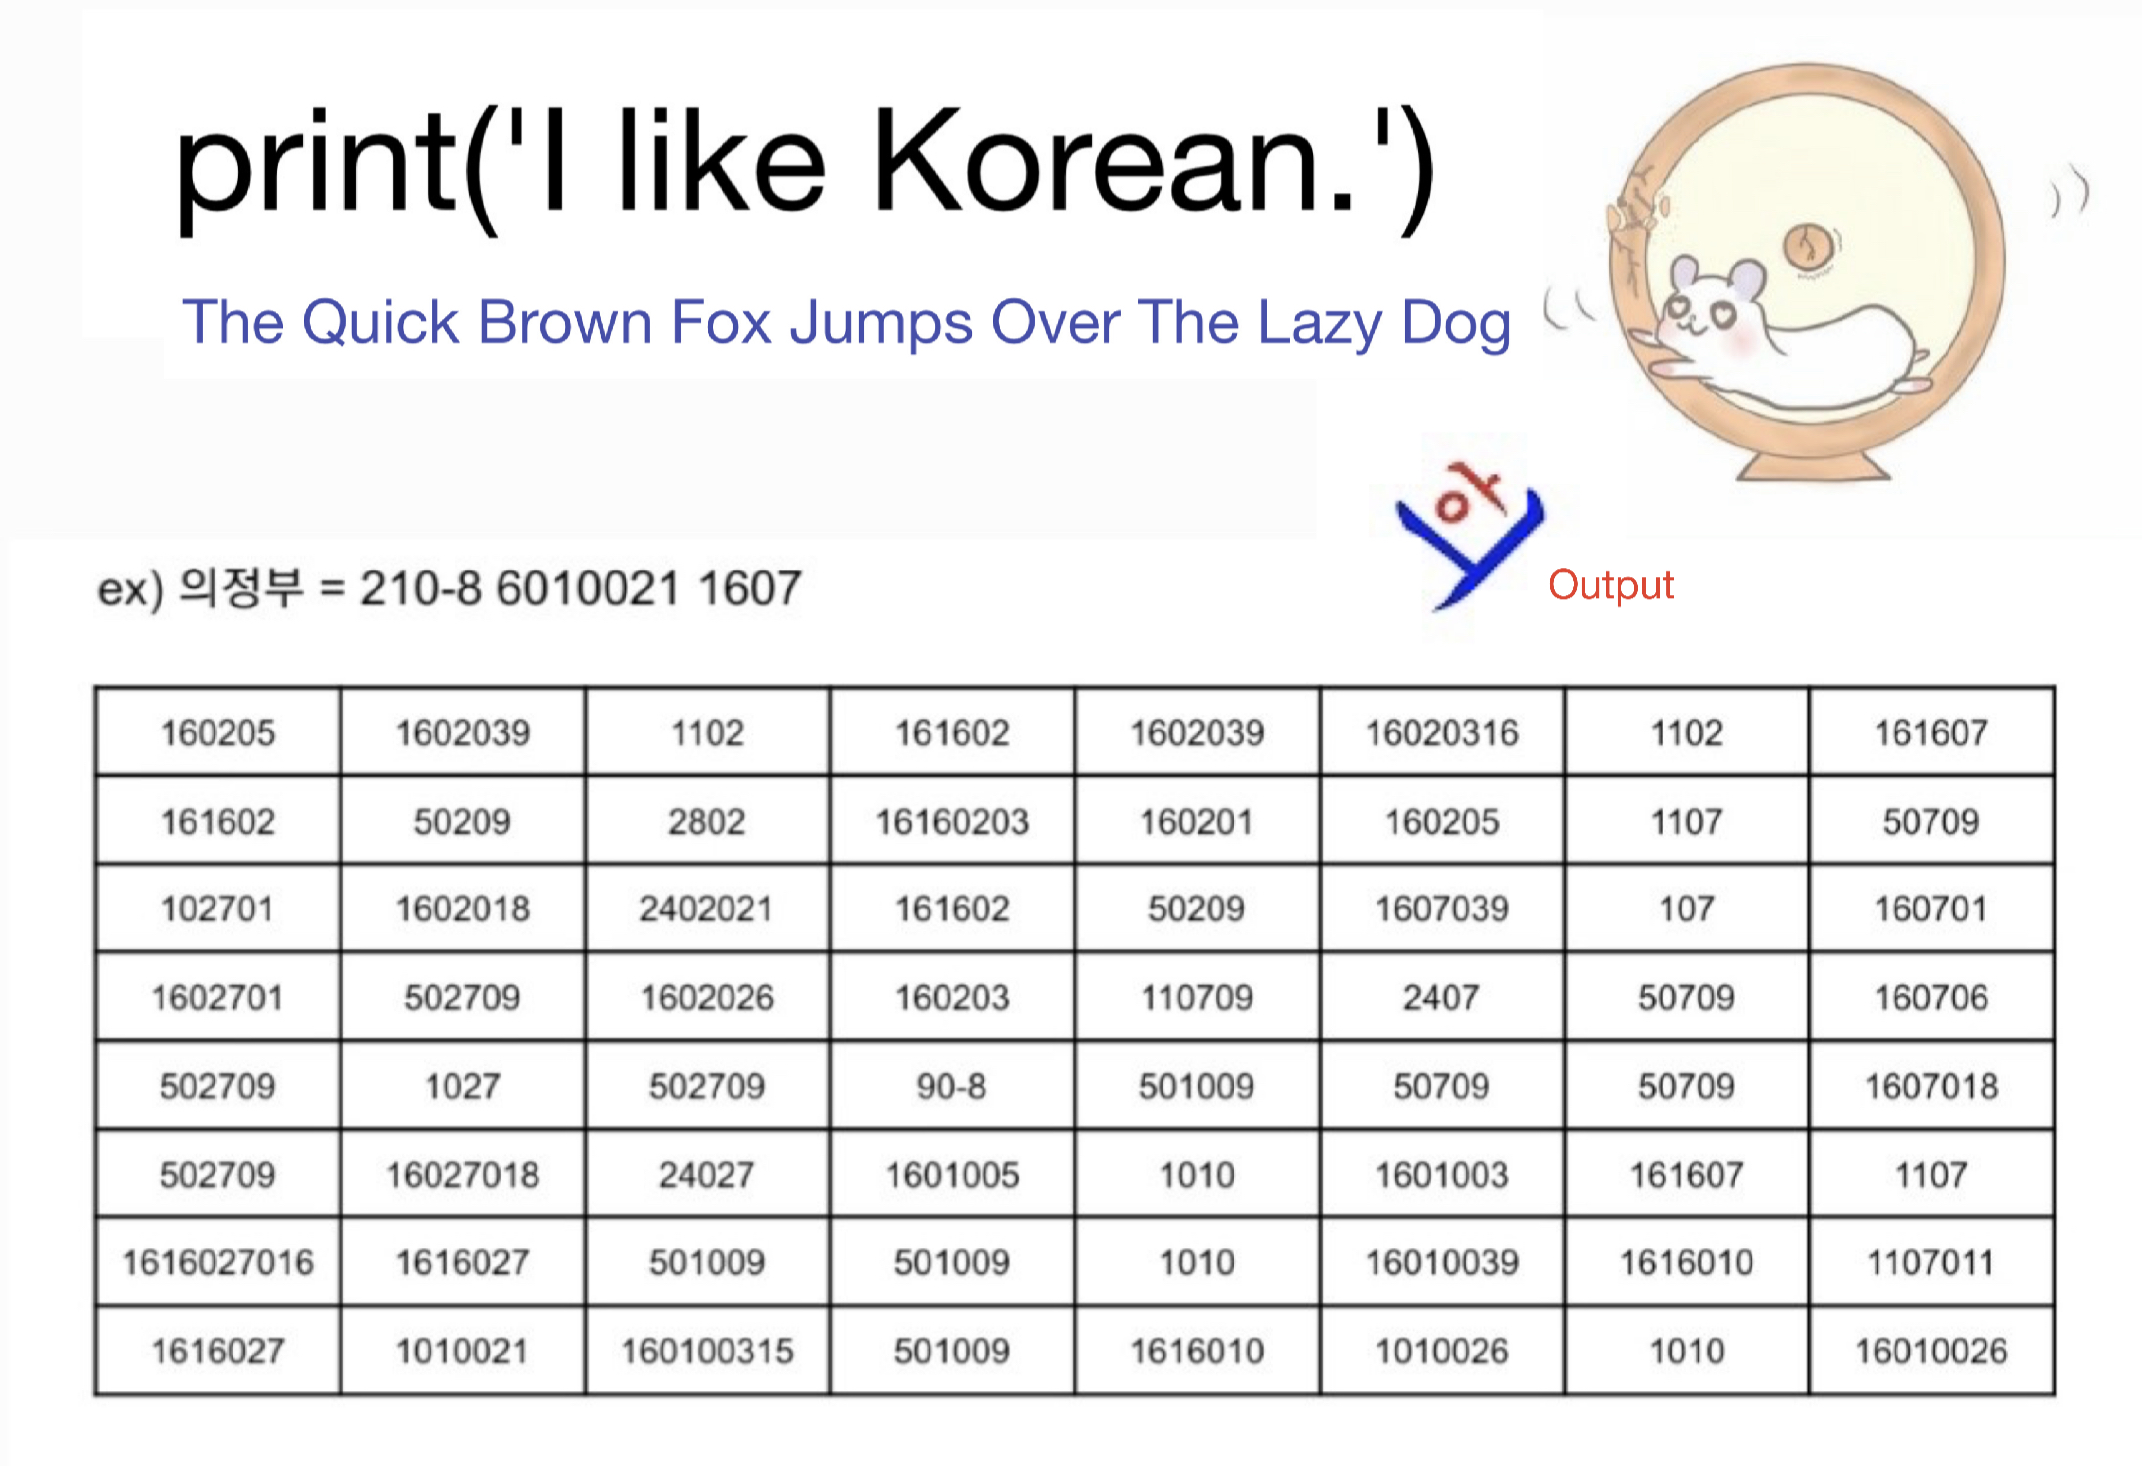 print('I like Korean.')
The Quick Brown Fox Jumps Over The Lazy Dog
아
Output
ex) 의정부 = 210-8 6010021 1607
160205 1602039 1102 161602 1602039 16020316 1102 161607
161602 50209 2802 16160203 160201 160205 1107 50709
102701 1602018 2402021 161602 50209 1607039 107 160701
1602701 502709 1602026 160203 110709 2407 50709 160706
502709 1027 502709 90-8 501009 50709 50709 1607018
502709 16027018 24027 1601005 1010 1601003 161607 1107
1616027016 1616027 501009 501009 1010 16010039 1616010 1107011
1616027 1010021 160100315 501009 1616010 1010026 1010 16010026